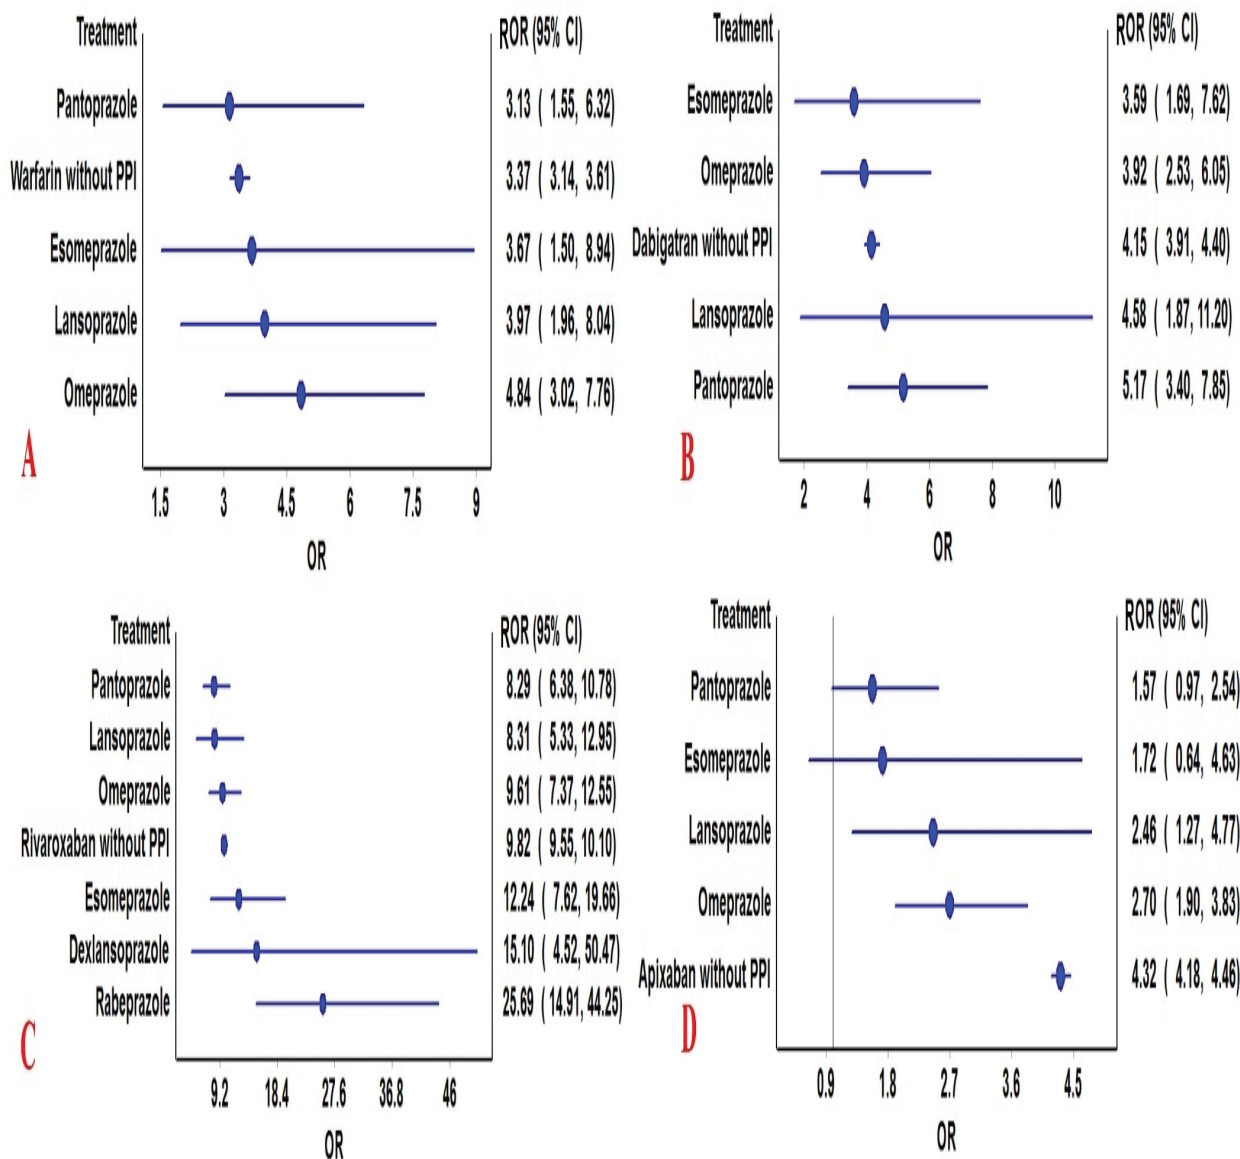 Treatment ROR (95% CI)
Pantoprazole 3.13 ( 1.55, 6.32)
Warfarin without PPI 3.37 ( 3.14, 3.61)
Esomeprazole 3.67 ( 1.50, 8.94)
Lansoprazole 3.97 ( 1.96, 8.04)
Omeprazole 4.84 ( 3.02, 7.76)
A
1.5 3 4.5 6 7.5 9
OR
Treatment ROR (95% CI)
Esomeprazole 3.59 ( 1.69, 7.62)
Omeprazole 3.92 ( 2.53, 6.05)
Dabigatran without PPI 4.15 ( 3.91, 4.40)
Lansoprazole 4.58 ( 1.87, 11.20)
Pantoprazole 5.17 ( 3.40, 7.85)
B
2 4 6 8 10
OR
Treatment ROR (95% CI)
Pantoprazole 8.29 ( 6.38, 10.78)
Lansoprazole 8.31 ( 5.33, 12.95)
Omeprazole 9.61 ( 7.37, 12.55)
Rivaroxaban without PPI 9.82 ( 9.55, 10.10)
Esomeprazole 12.24 ( 7.62, 19.66)
Dexlansoprazole 15.10 ( 4.52, 50.47)
Rabeprazole 25.69 ( 14.91, 44.25)
C
9.2 18.4 27.6 36.8 46
OR
Treatment ROR (95% CI)
Pantoprazole 1.57 ( 0.97, 2.54)
Esomeprazole 1.72 ( 0.64, 4.63)
Lansoprazole 2.46 ( 1.27, 4.77)
Omeprazole 2.70 ( 1.90, 3.83)
Apixaban without PPI 4.32 ( 4.18, 4.46)
D
0.9 1.8 2.7 3.6 4.5
OR